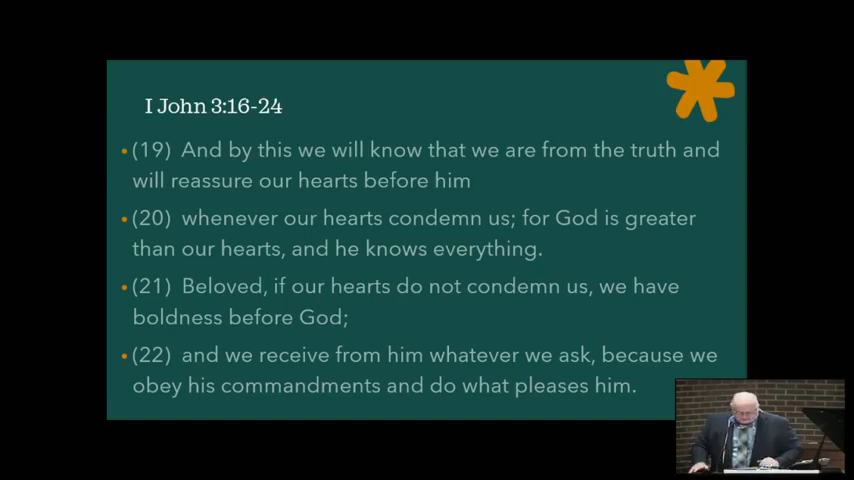 I John 3:16-24
• (19) And by this we will know that we are from the truth and
will reassure our hearts before him
• (20) whenever our hearts condemn us; for God is greater
than our hearts, and he knows everything.
• (21) Beloved, if our hearts do not condemn us, we have
boldness before God;
• (22) and we receive from him whatever we ask, because we
obey his commandments and do what pleases him.